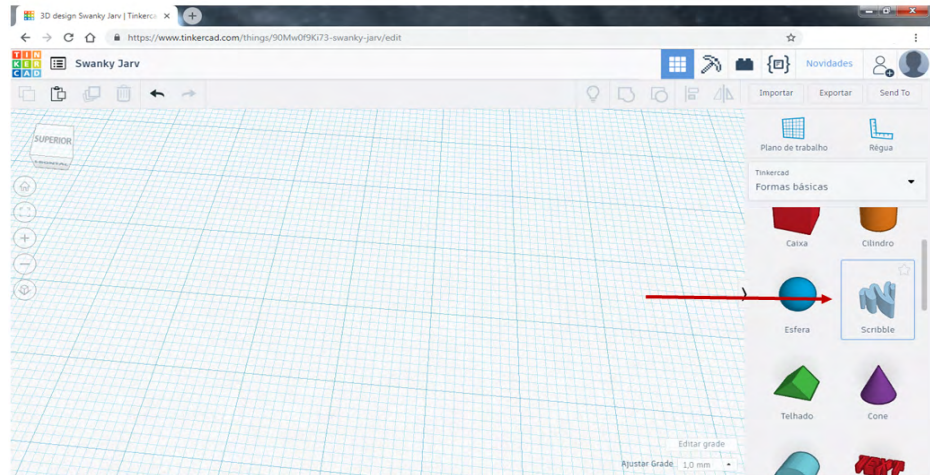 3D design Swanky Jarv | Tinkerca
https://www.tinkercad.com/things/90Mw0f9Ki73-swanky-jarv/edit
TIN
KER
CAD
Swanky Jarv
Novidades
Importar
Exportar
Send To
SUPERIOR
Plano de trabalho
Régua
Tinkercad
Formas básicas
Caixa
Cilindro
Esfera
Scribble
Telhado
Cone
TEXT
Editar grade
Ajustar Grade 1,0 mm